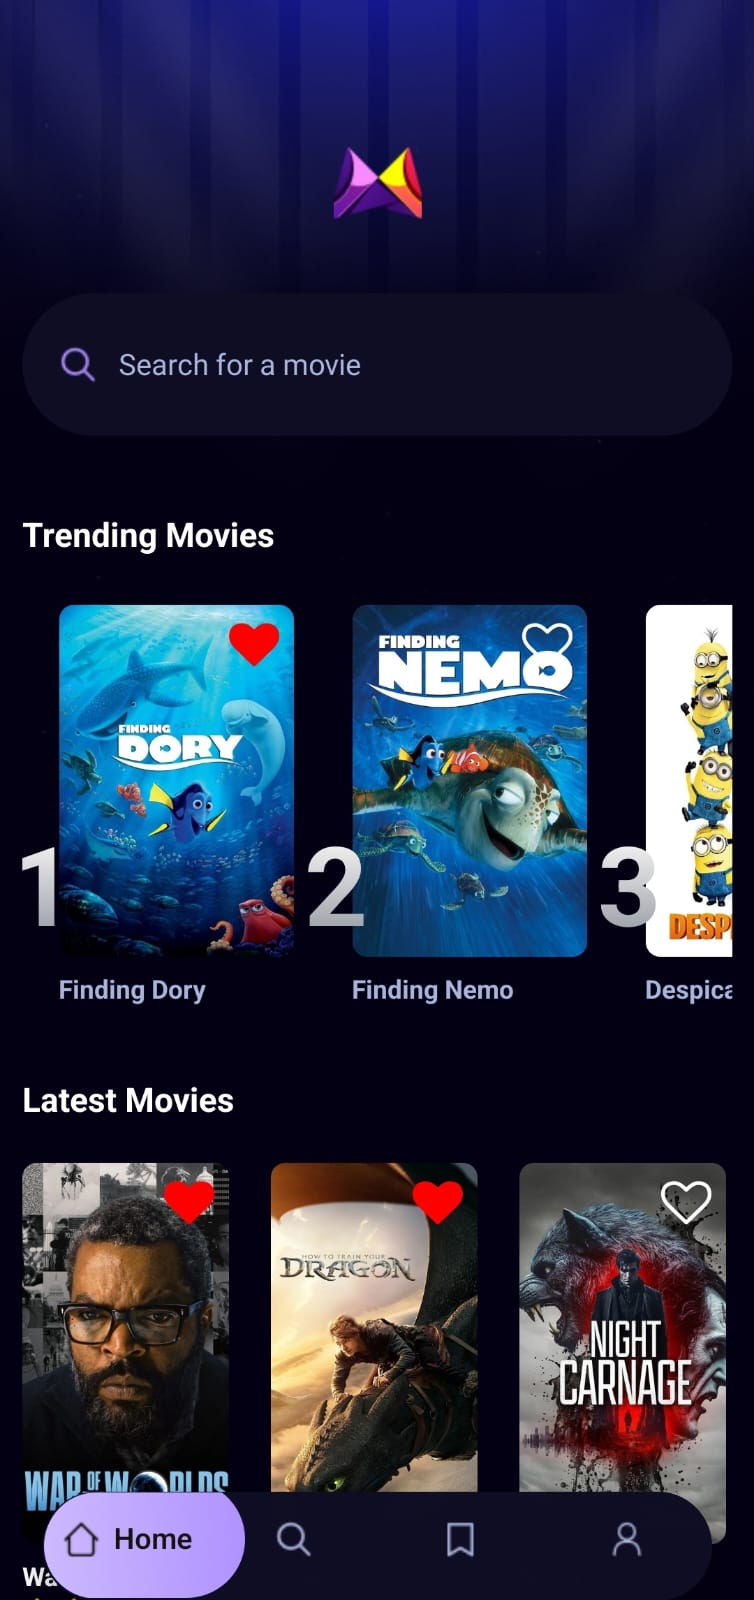 Search for a movie
Trending Movies
FINDING
DORY
FINDING
NEMO
DESP
1
2
3
Finding Dory
Finding Nemo
Despica
Latest Movies
HOW TO TRAIN YOUR
DRAGON
NIGHT
CARNAGE
WAR OF WORLDS
Home
Wa